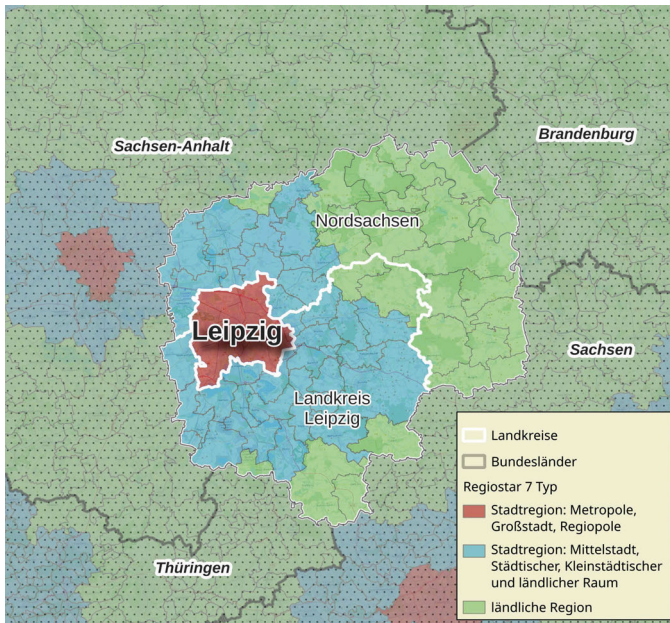 Sachsen-Anhalt
Brandenburg
Nordsachsen
Leipzig
Sachsen
Landkreis
Leipzig
Thüringen
Landkreise
Bundesländer
Regiostar 7 Typ
Stadtregion: Metropole,
Großstadt, Regiopole
Stadtregion: Mittelstadt,
Städtischer, Kleinstädtischer
und ländlicher Raum
ländliche Region